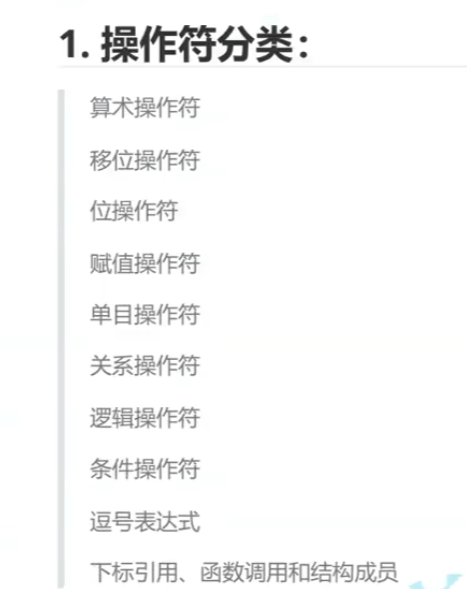 1. 操作符分类：
算术操作符
移位操作符
位操作符
赋值操作符
单目操作符
关系操作符
逻辑操作符
条件操作符
逗号表达式
下标引用、函数调用和结构成员